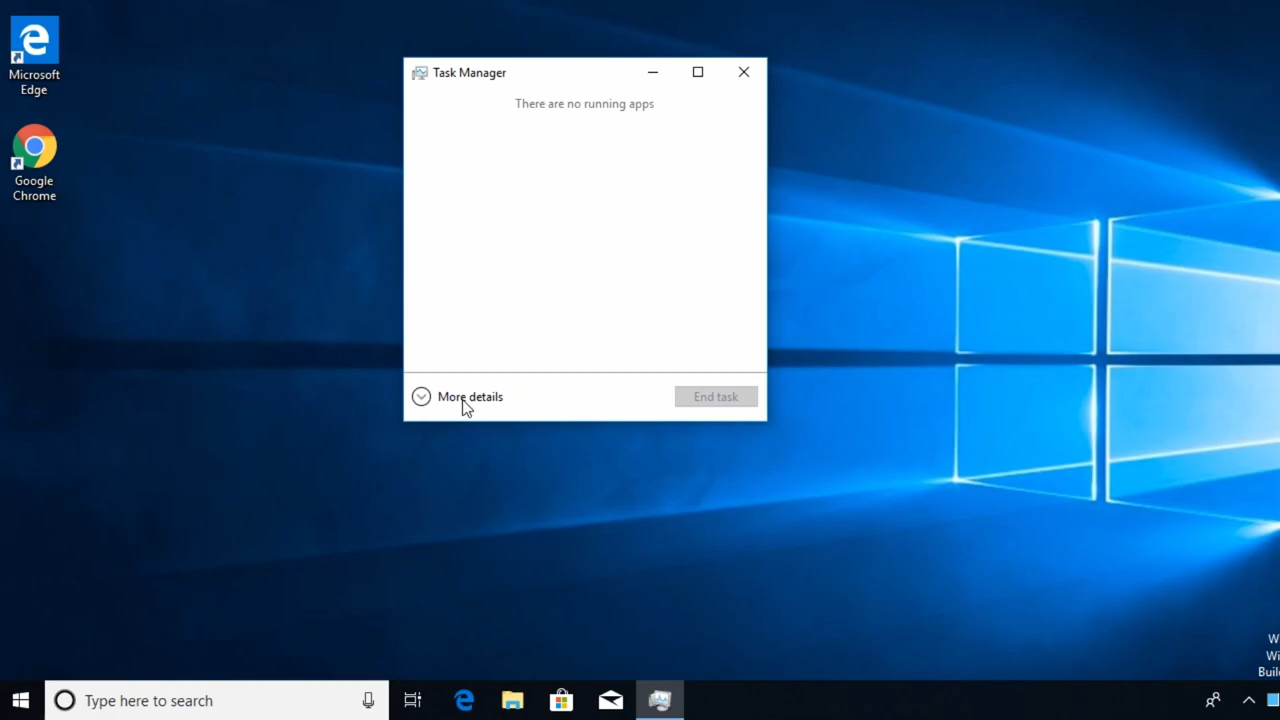 Microsoft
Edge
Google
Chrome
Task Manager
There are no running apps
More details
End task
Type here to search